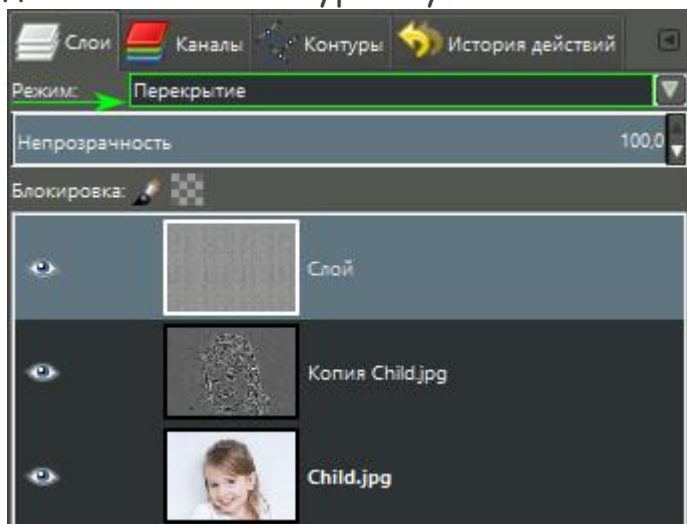 Слои Каналы Контуры История действий
Режим: Перекрытие
Непрозрачность 100,0
Блокировка:
Слой
Копия Child.jpg
Child.jpg